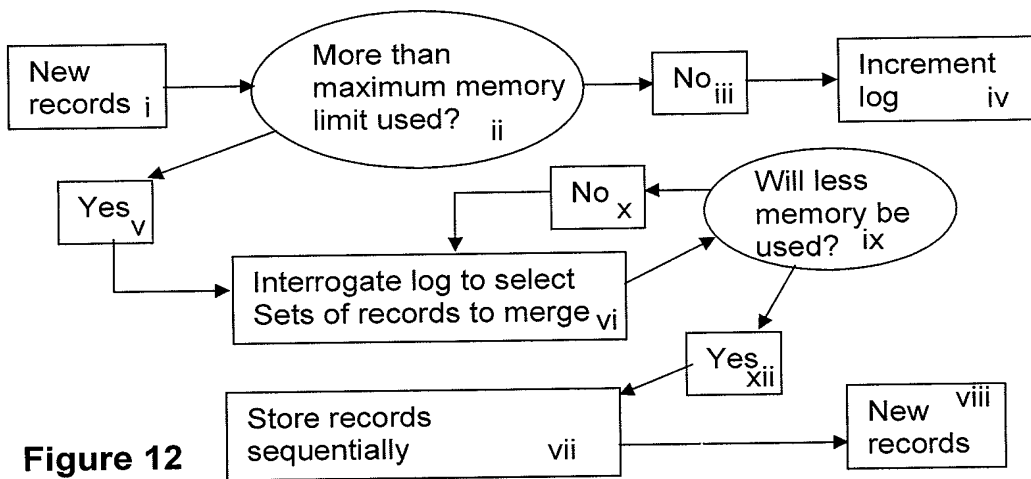 New
records i
More than
maximum memory
limit used? ii
No iii
Increment
log iv
Yes v
No x
Will less
memory be
used? ix
Interrogate log to select
Sets of records to merge vi
Yes xii
Store records
sequentially vii
New viii
records
Figure 12